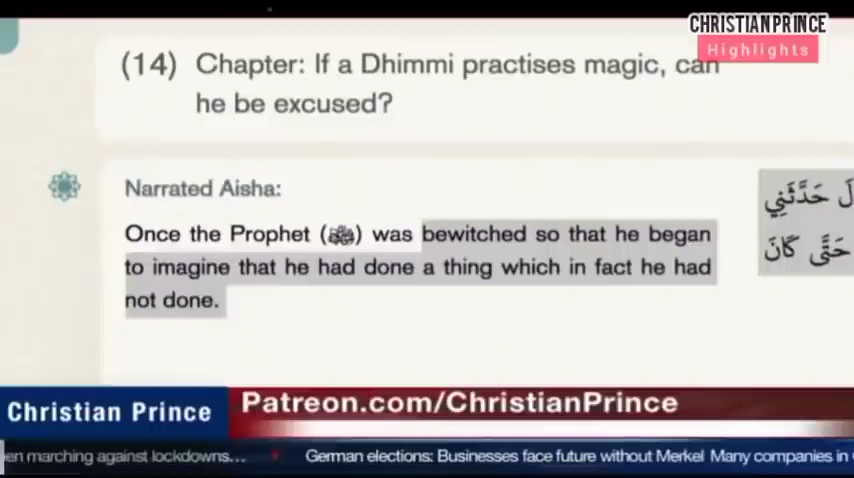 CHRISTIANPRINCE
Highlights
(14) Chapter: If a Dhimmi practises magic, can
he be excused?
Narrated Aisha:
Once the Prophet (ﷺ) was bewitched so that he began
to imagine that he had done a thing which in fact he had
not done.
لَ حَدَّثَنِي
حَتَّى كَانَ
Christian Prince
Patreon.com/ChristianPrince
en marching against lockdowns...
German elections: Businesses face future without Merkel Many companies in